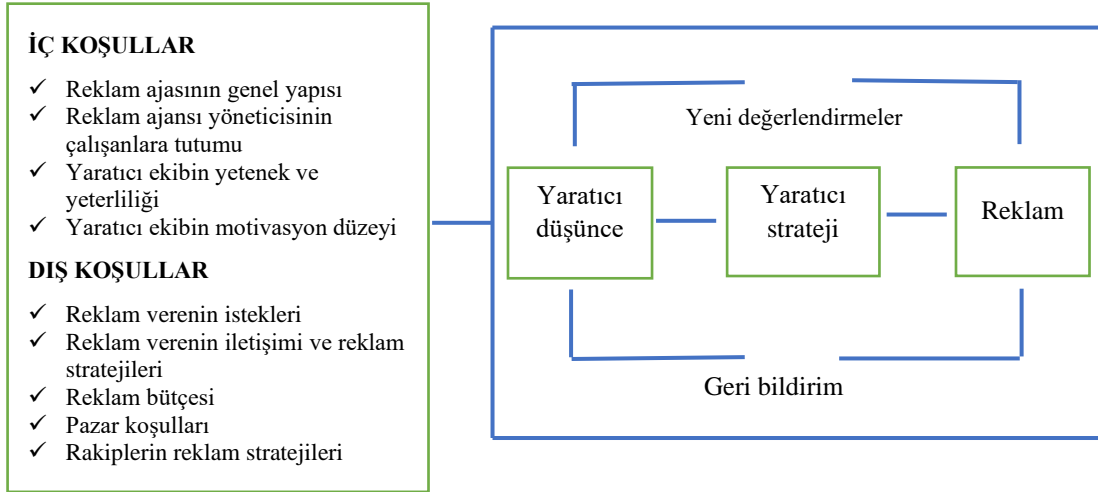 İÇ KOŞULLAR
✓ Reklam ajasının genel yapısı
✓ Reklam ajansı yöneticisinin
çalışanlara tutumu
✓ Yaratıcı ekibin yetenek ve
yeterliliği
✓ Yaratıcı ekibin motivasyon düzeyi
DIŞ KOŞULLAR
✓ Reklam verenin istekleri
✓ Reklam verenin iletişimi ve reklam
stratejileri
✓ Reklam bütçesi
✓ Pazar koşulları
✓ Rakiplerin reklam stratejileri
Yeni değerlendirmeler
Yaratıcı
düşünce
Yaratıcı
strateji
Reklam
Geri bildirim